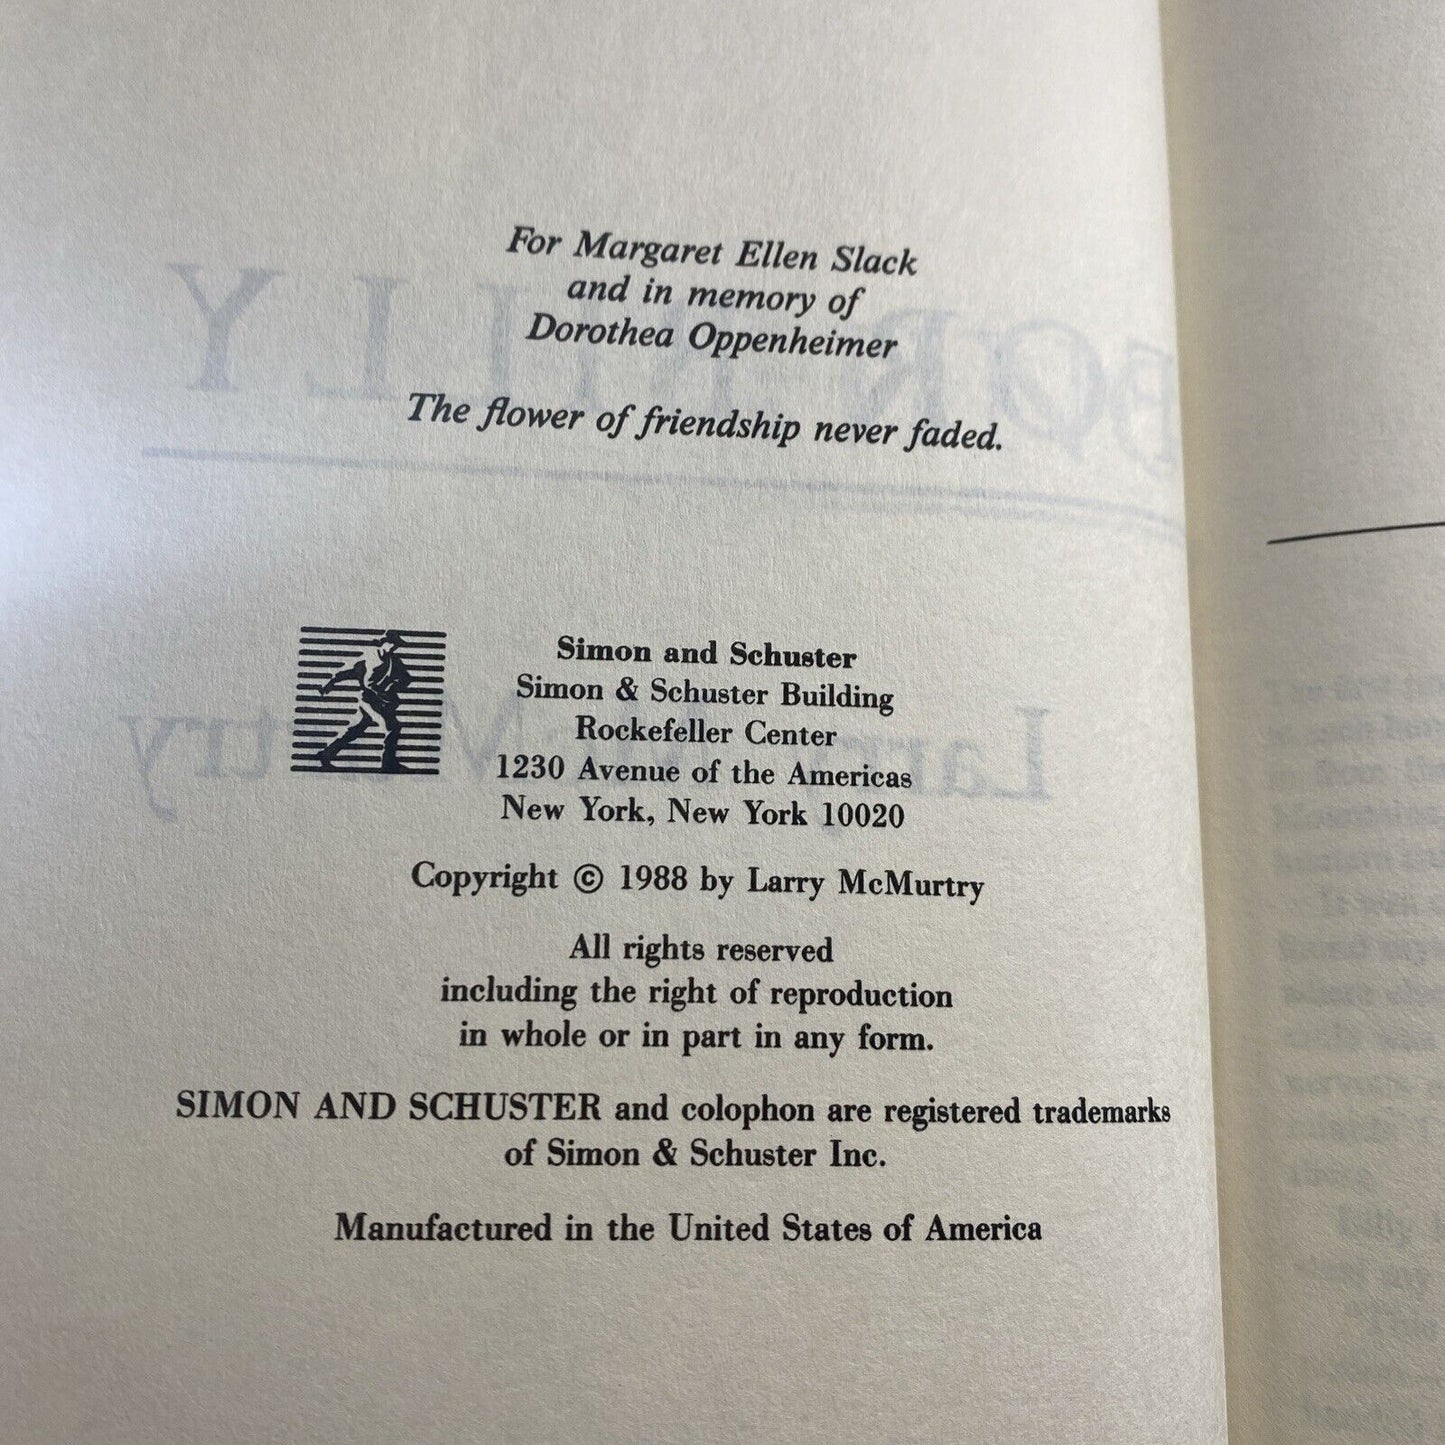 For Margaret Ellen Slack
and in memory of
Dorothea Oppenheimer
The flower of friendship never faded.
Simon and Schuster
Simon & Schuster Building
Rockefeller Center
1230 Avenue of the Americas
New York, New York 10020
Copyright © 1988 by Larry McMurtry
All rights reserved
including the right of reproduction
in whole or in part in any form.
SIMON AND SCHUSTER and colophon are registered trademarks
of Simon & Schuster Inc.
Manufactured in the United States of America